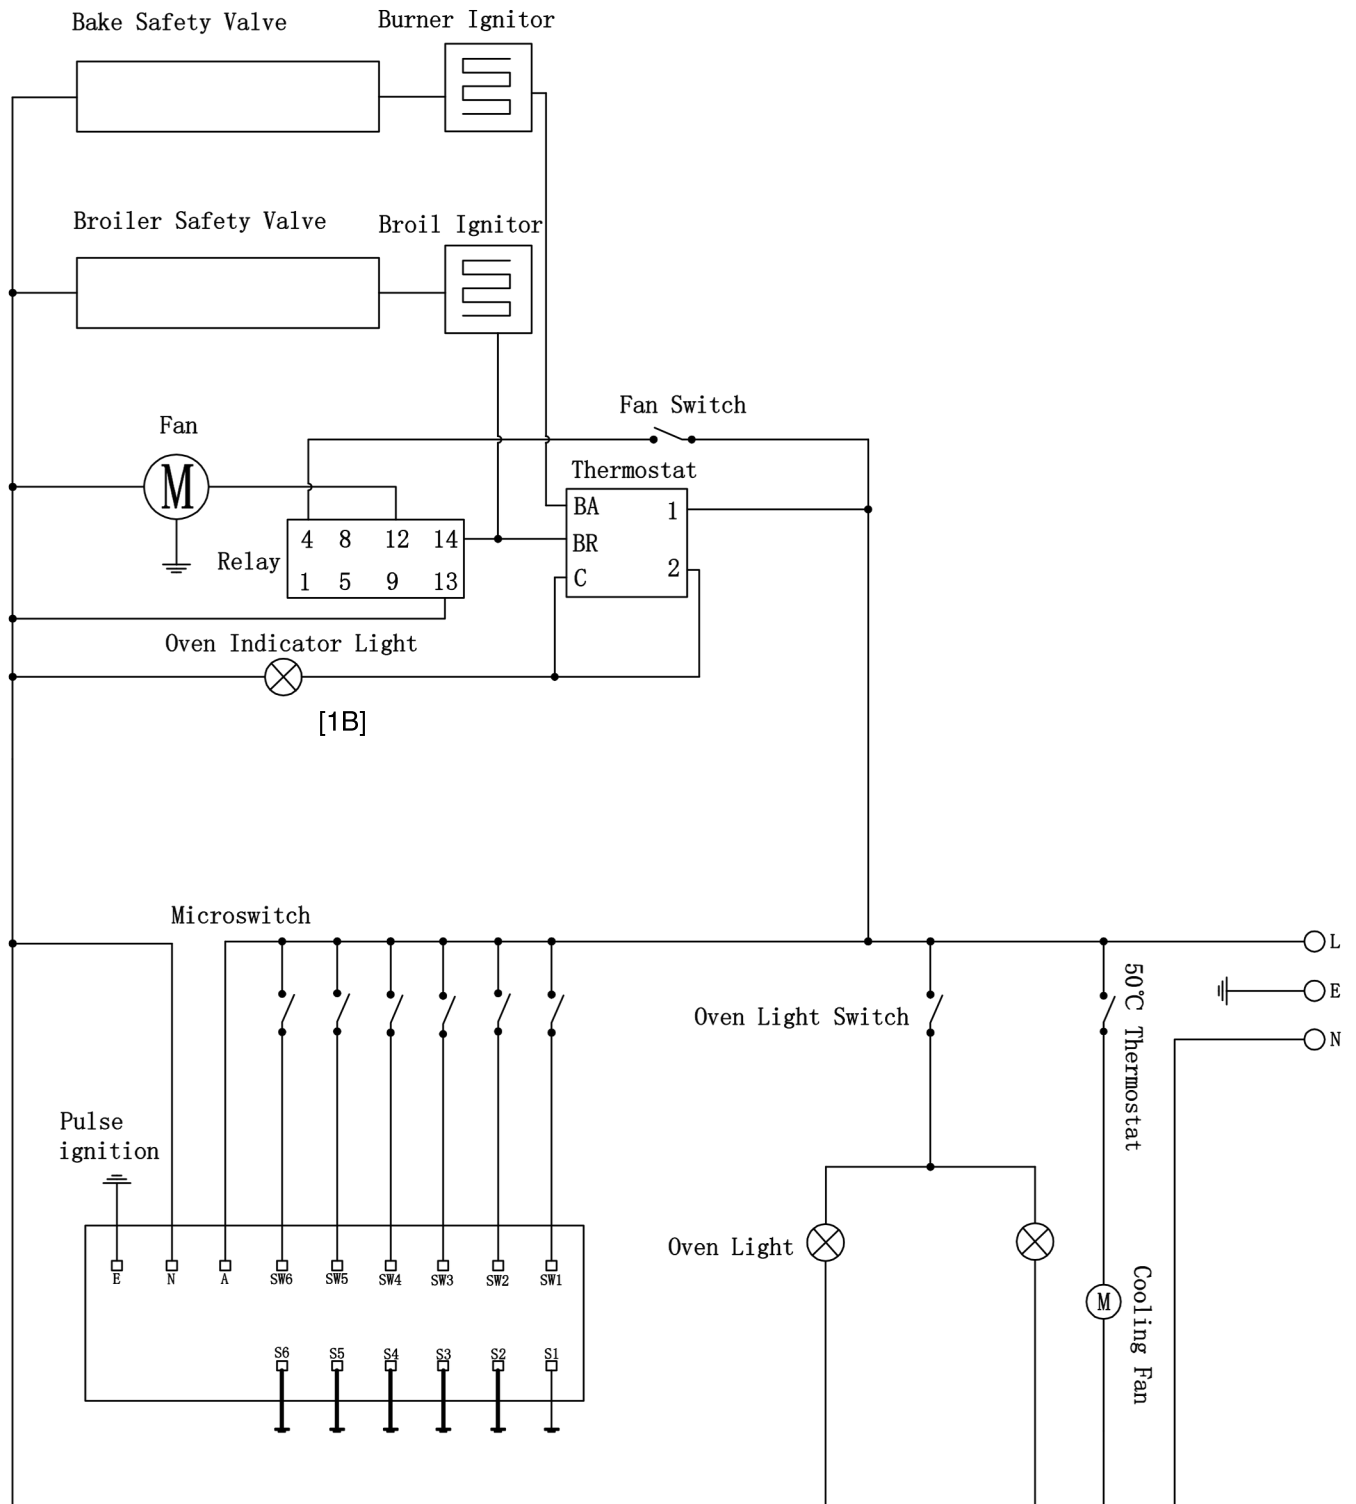 Bake Safety Valve
Burner Ignitor
Broiler Safety Valve
Broil Ignitor
Fan Switch
Fan
M
Thermostat
BA 1
BR
C 2
Relay
4 8 12 14
1 5 9 13
Oven Indicator Light
[1B]
Microswitch
L
E
N
50℃ Thermostat
Oven Light Switch
Pulse
ignition
Oven Light
Cooling Fan
M
E N A SW6 SW5 SW4 SW3 SW2 SW1
S6 S5 S4 S3 S2 S1